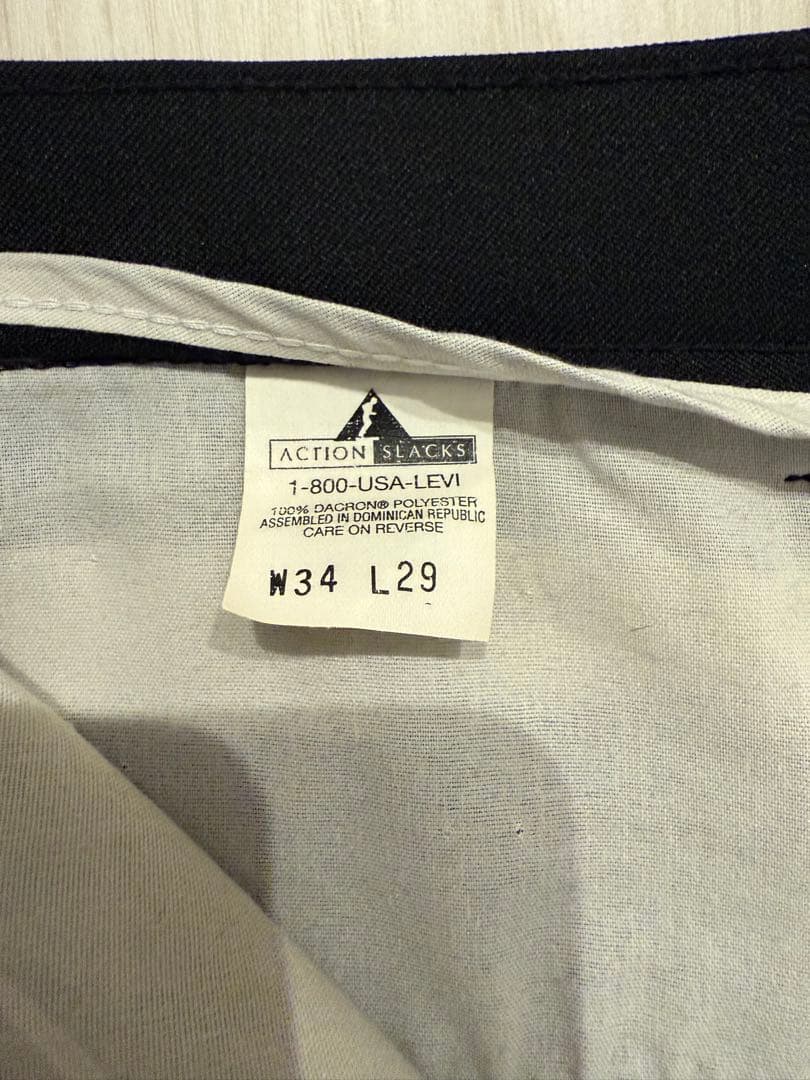 ACTION SLACKS
1-800-USA-LEVI
100% DACRON® POLYESTER
ASSEMBLED IN DOMINICAN REPUBLIC
CARE ON REVERSE
W34 L29